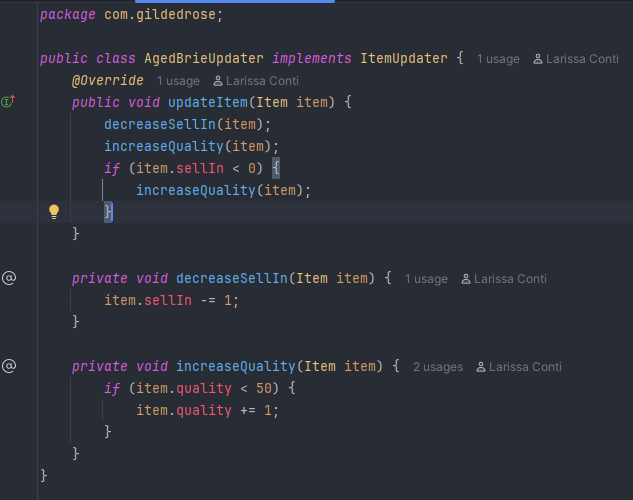 package com.gildedrose;
public class AgedBrieUpdater implements ItemUpdater { 1 usage Larissa Conti
@Override 1 usage Larissa Conti
public void updateItem(Item item) {
decreaseSellIn(item);
increaseQuality(item);
if (item.sellIn < 0) {
increaseQuality(item);
}
}
private void decreaseSellIn(Item item) { 1 usage Larissa Conti
item.sellIn -= 1;
}
private void increaseQuality(Item item) { 2 usages Larissa Conti
if (item.quality < 50) {
item.quality += 1;
}
}
}